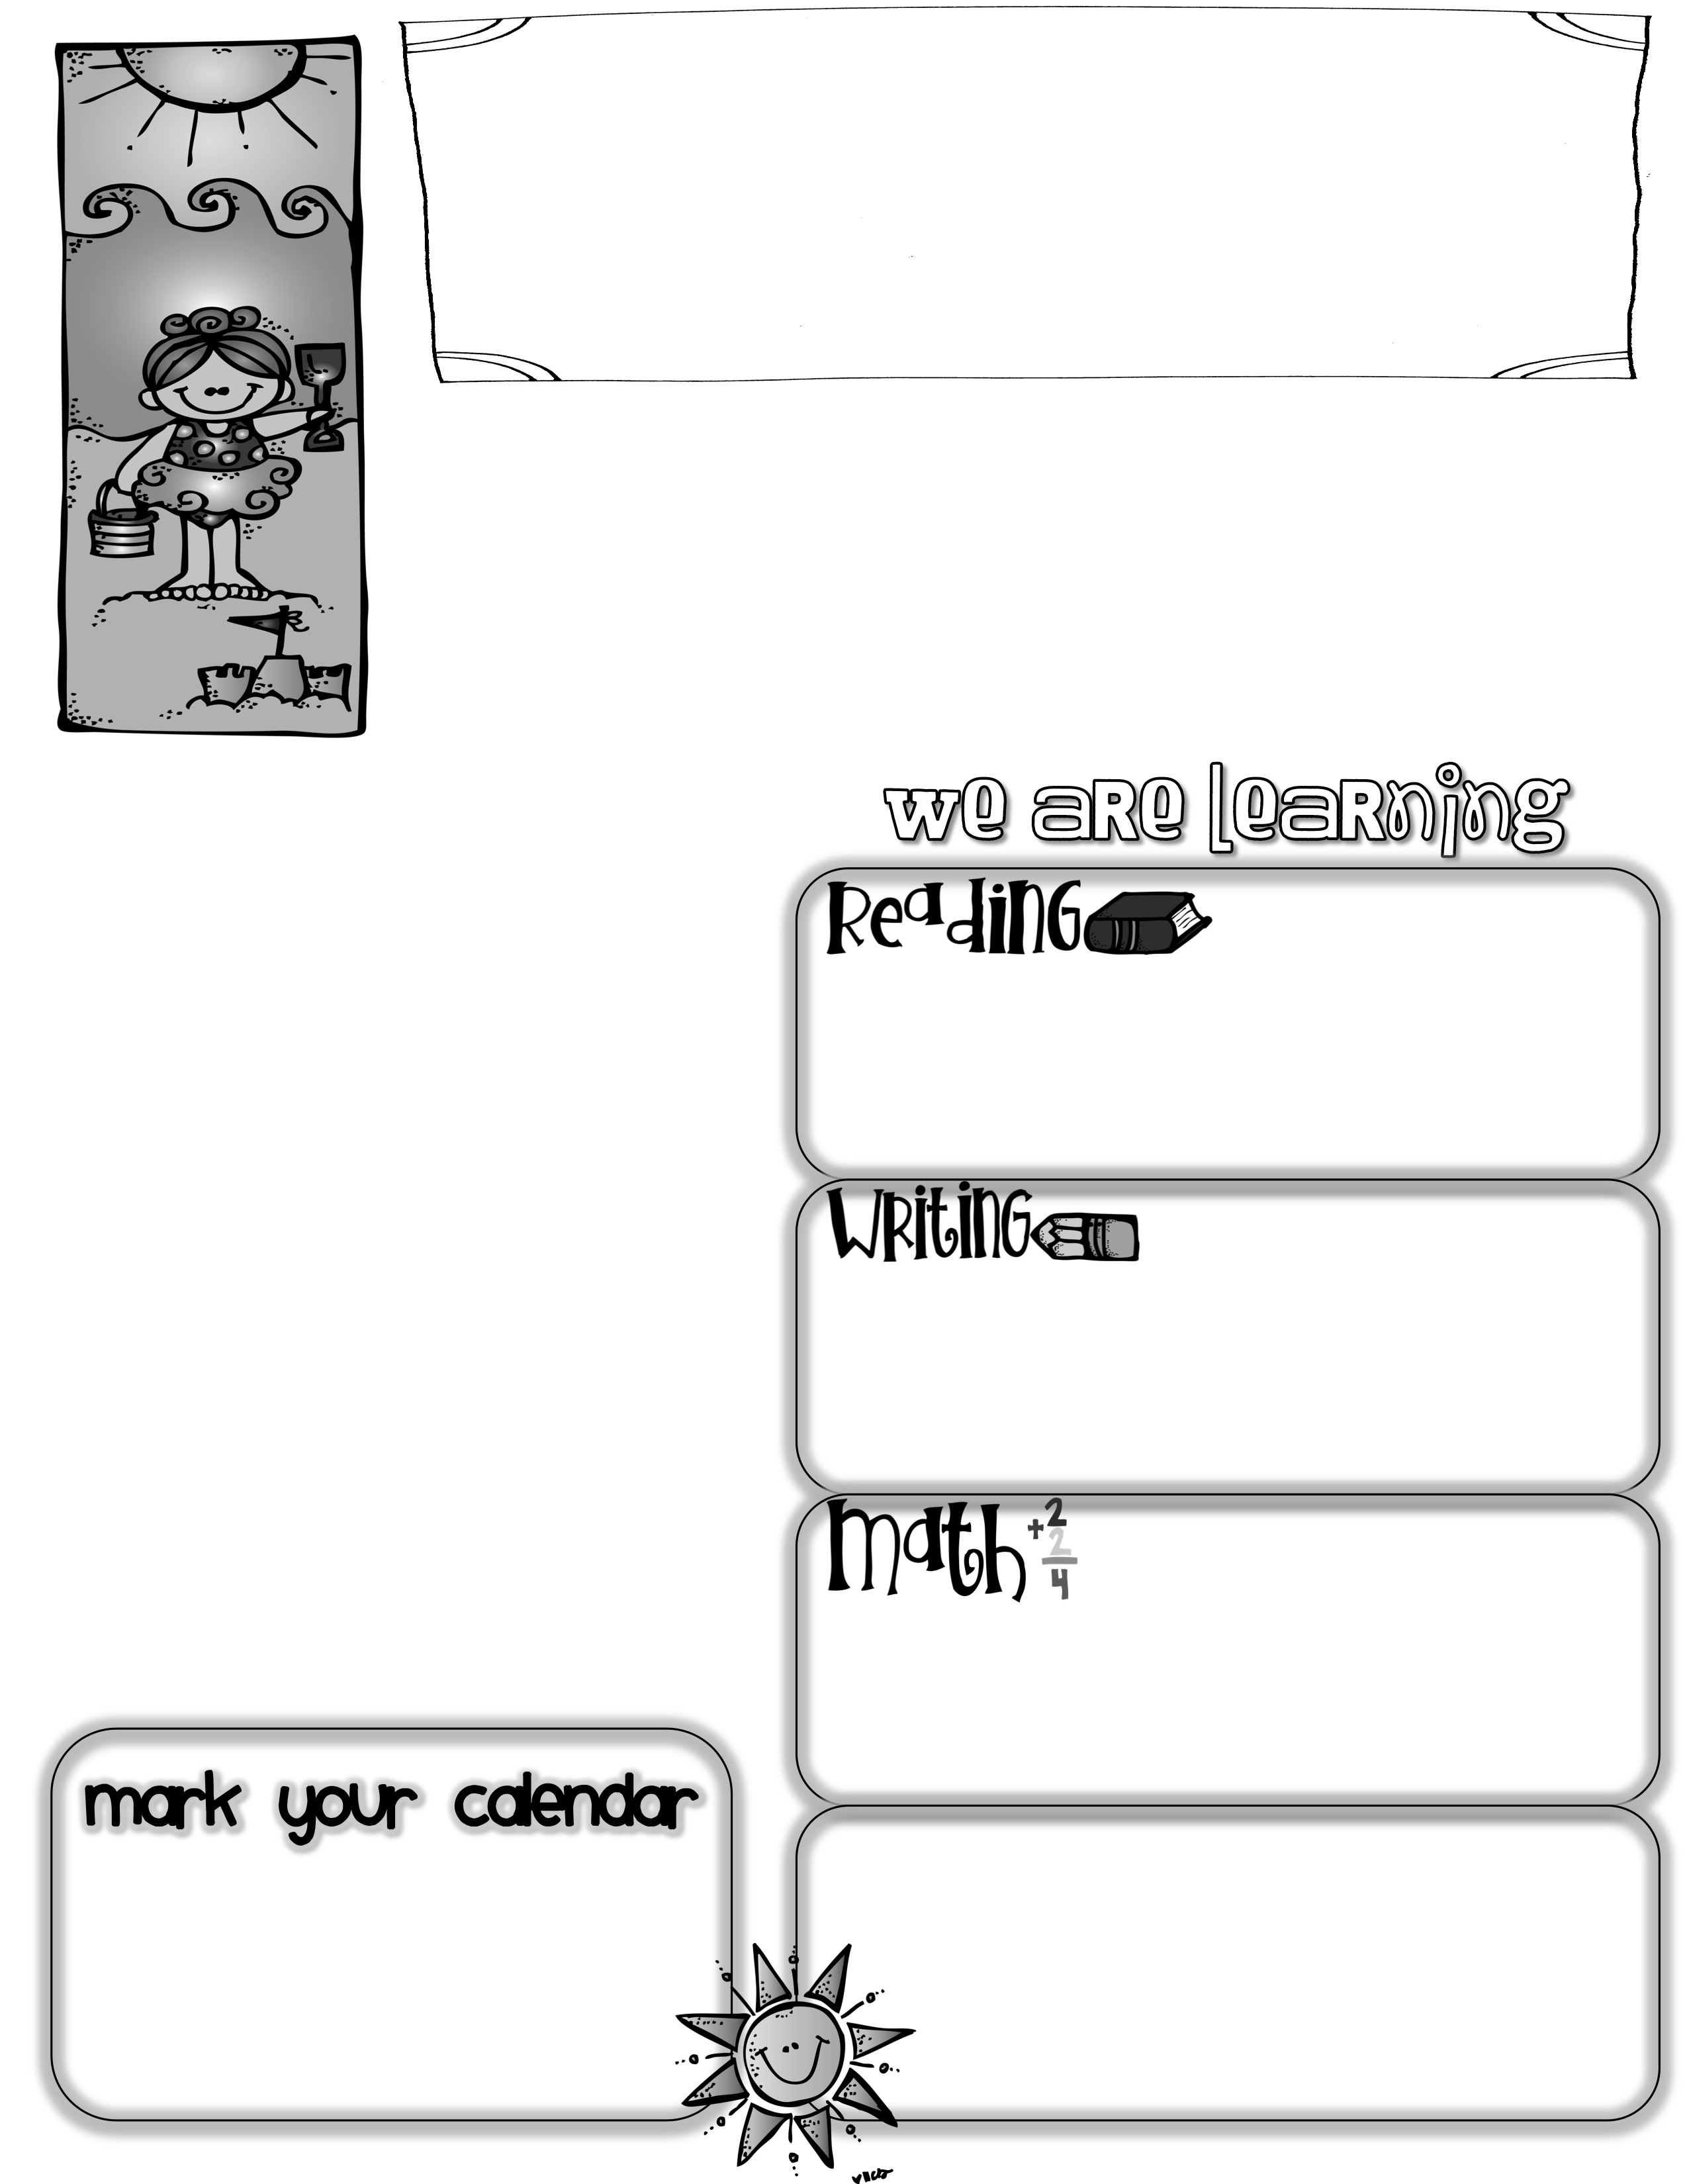 we are learning
Reading
Writing
math
+2
2
4
mark your calendar